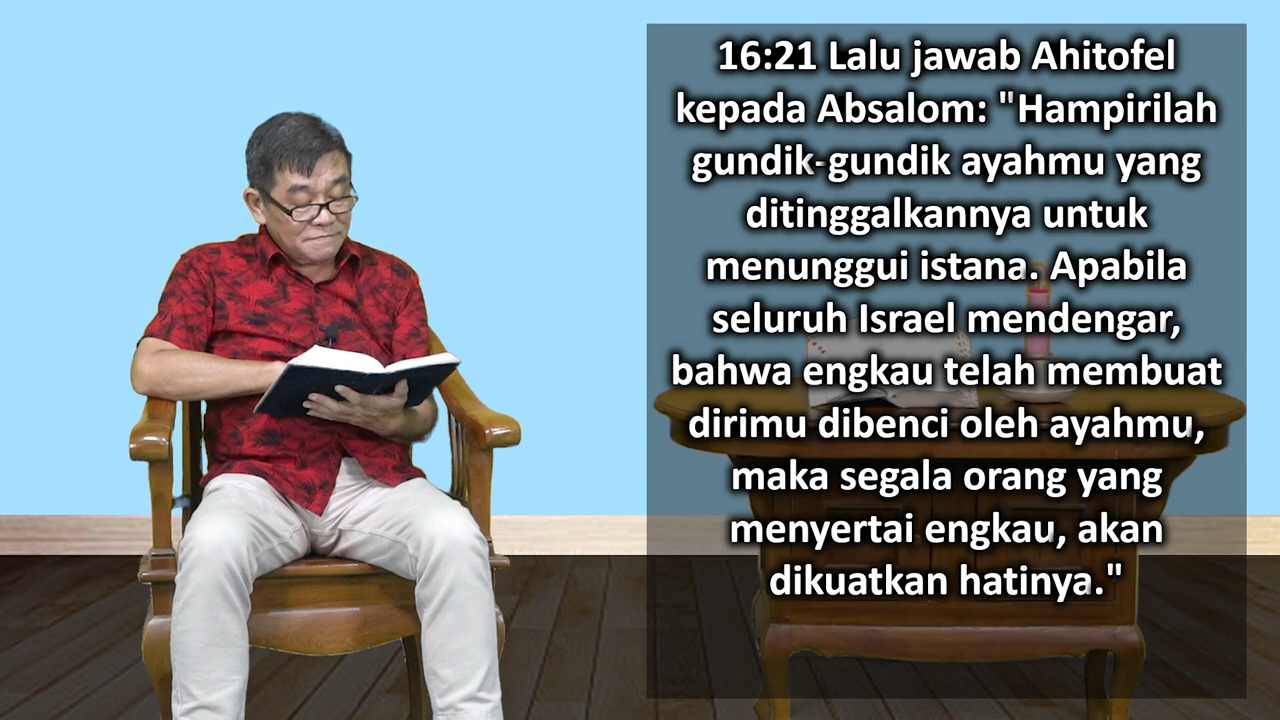 16:21 Lalu jawab Ahitofel
kepada Absalom: "Hampirilah
gundik-gundik ayahmu yang
ditinggalkannya untuk
menunggui istana. Apabila
seluruh Israel mendengar,
bahwa engkau telah membuat
dirimu dibenci oleh ayahmu,
maka segala orang yang
menyertai engkau, akan
dikuatkan hatinya."